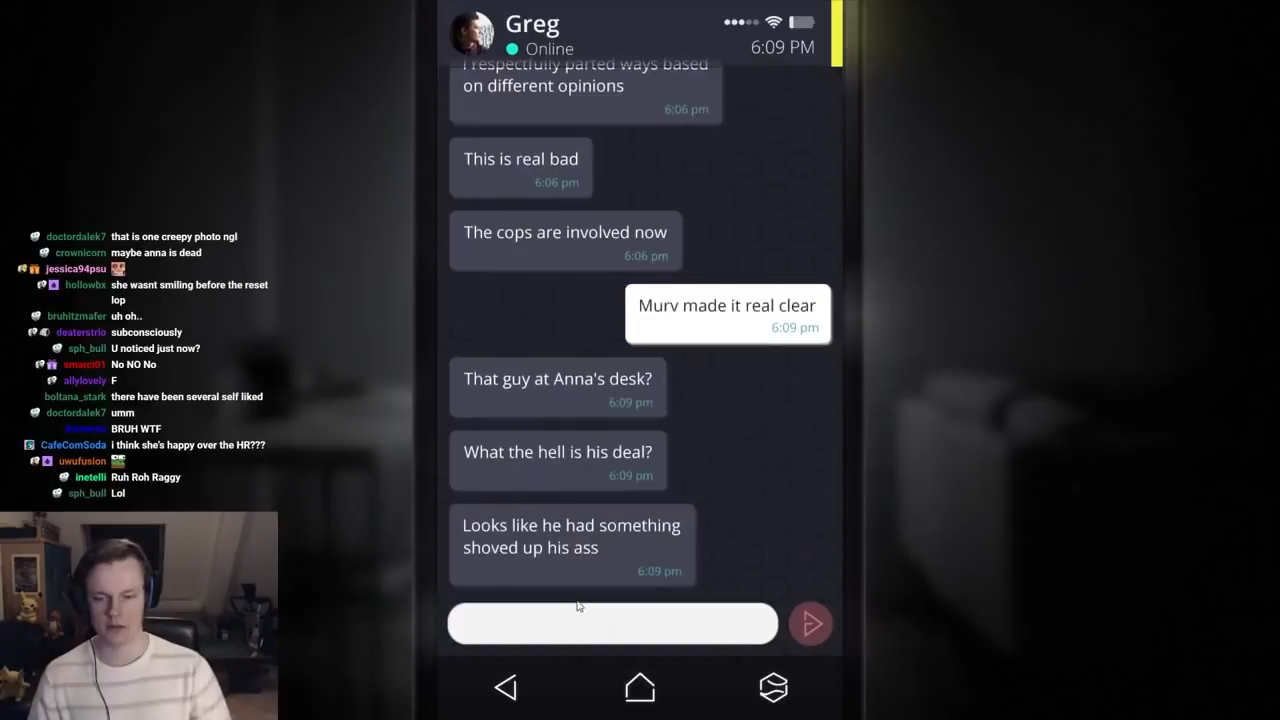 Greg
Online
6:09 PM
I respectfully parted ways based
on different opinions
6:06 pm
This is real bad
6:06 pm
The cops are involved now
6:06 pm
Murv made it real clear
6:09 pm
That guy at Anna's desk?
6:09 pm
What the hell is his deal?
6:09 pm
Looks like he had something
shoved up his ass
6:09 pm
doctordalek7 that is one creepy photo ngl
crownicorn maybe anna is dead
jessica94psu
hollowbx she wasnt smiling before the reset
lop
bruhitzmafer uh oh..
deaterstrio subconsciously
sph_bull U noticed just now?
smarci01 No NO No
allylovely F
boltana_stark there have been several self liked
doctordalek7 umm
BRUH WTF
CafeComSoda i think she's happy over the HR???
uwufusion
inetelli Ruh Roh Raggy
sph_bull Lol